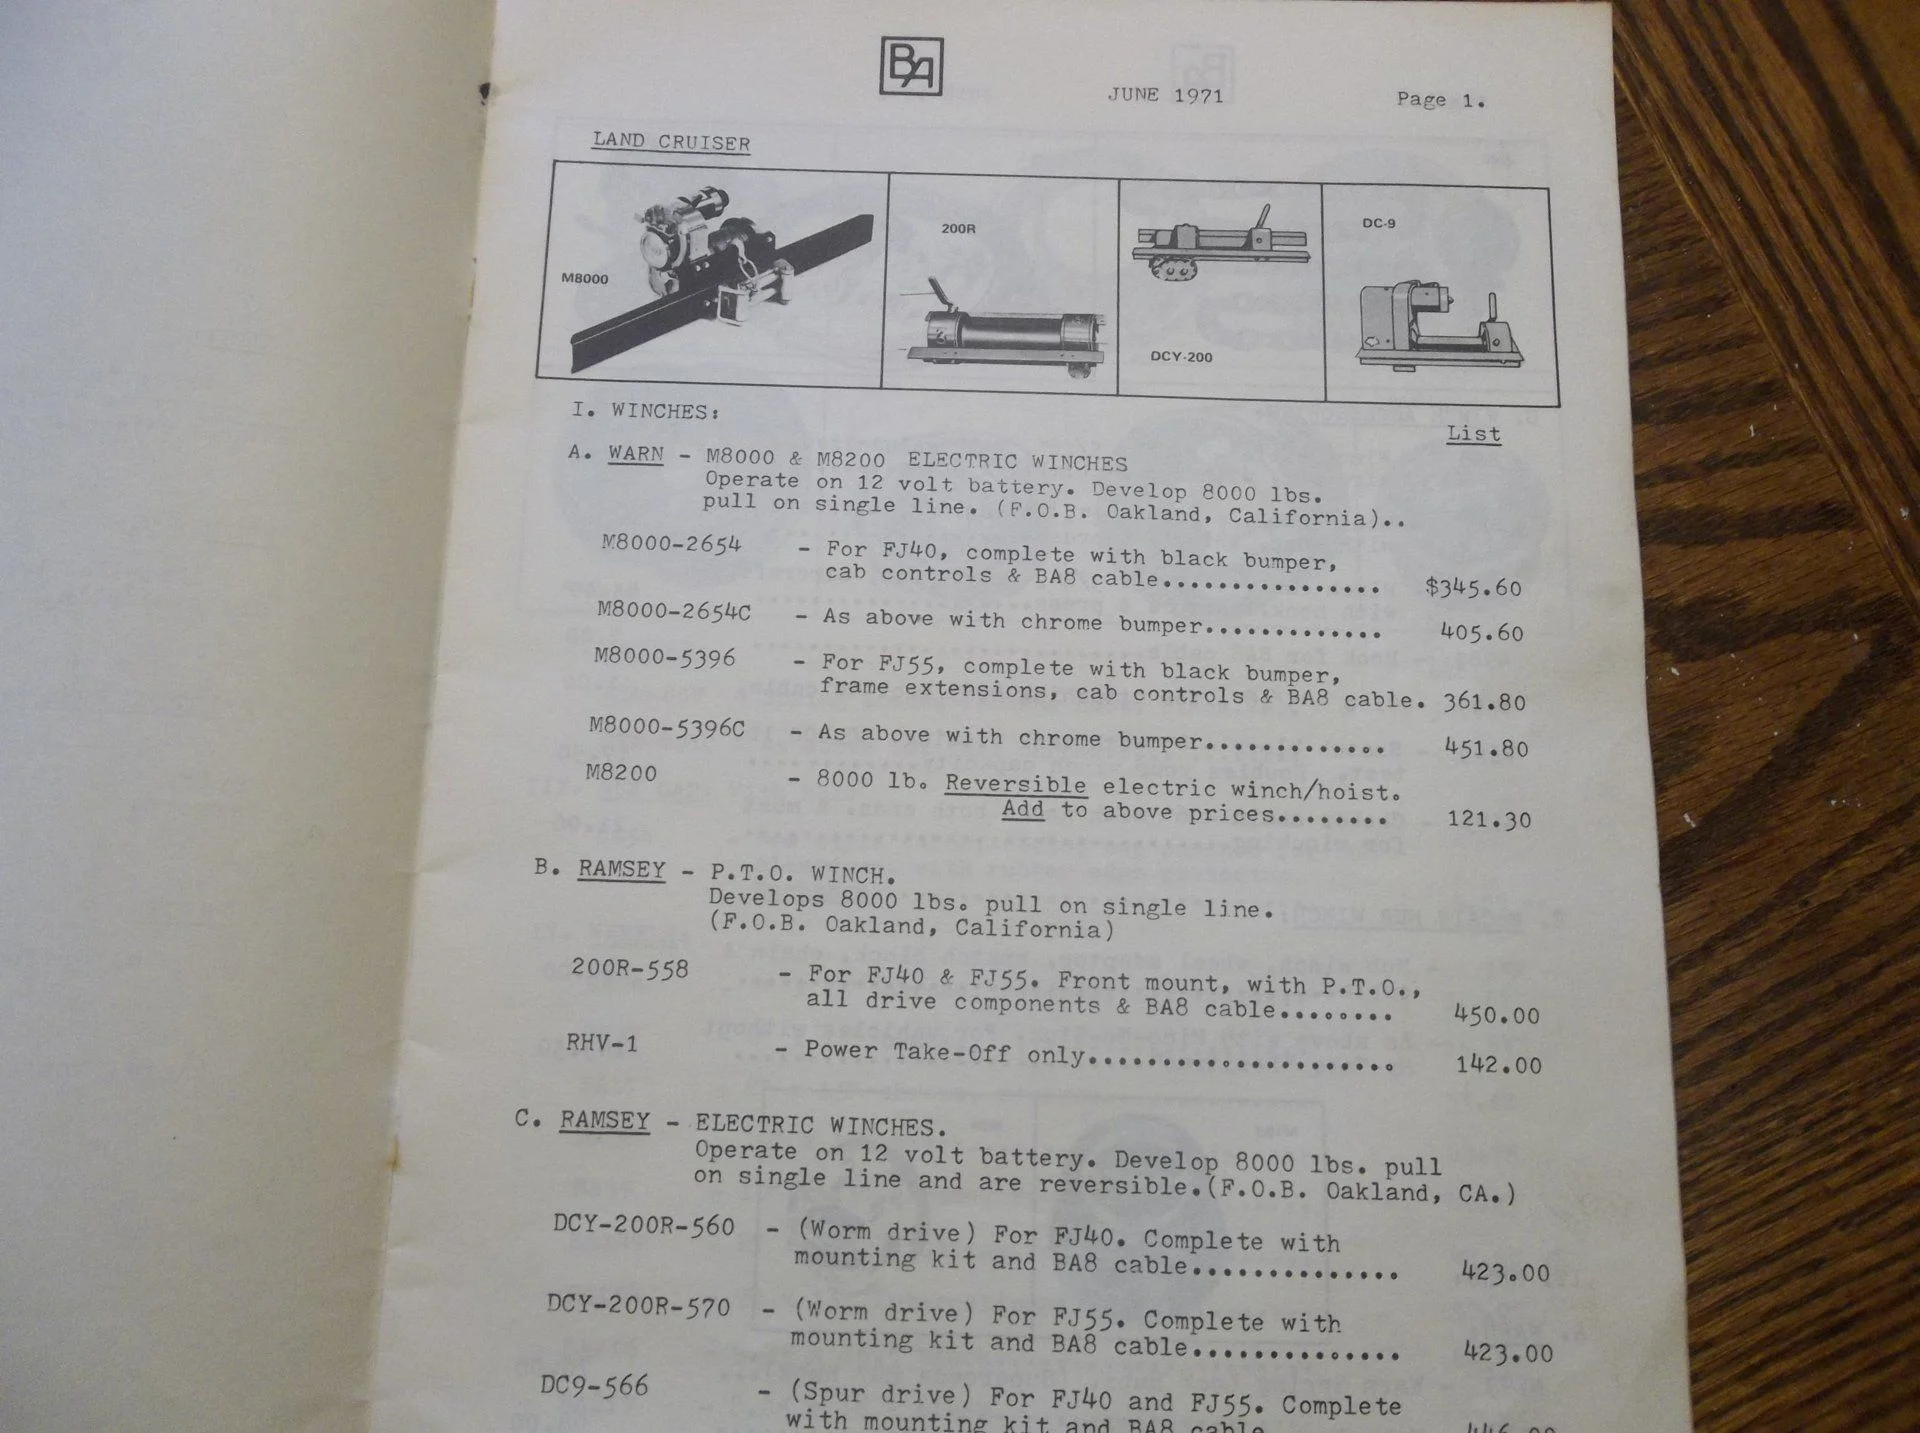 BA
JUNE 1971
Page 1.
LAND CRUISER
M8000
200R
DCY-200
DC-9
I. WINCHES:
List
A. WARN - M8000 & M8200 ELECTRIC WINCHES
Operate on 12 volt battery. Develop 8000 lbs.
pull on single line. (F.O.B. Oakland, California)..
M8000-2654 - For FJ40, complete with black bumper,
cab controls & BA8 cable................ $345.60
M8000-2654C - As above with chrome bumper............. 405.60
M8000-5396 - For FJ55, complete with black bumper,
frame extensions, cab controls & BA8 cable. 361.80
M8000-5396C - As above with chrome bumper............. 451.80
M8200 - 8000 lb. Reversible electric winch/hoist.
Add to above prices........ 121.30
B. RAMSEY - P.T.O. WINCH.
Develops 8000 lbs. pull on single line.
(F.O.B. Oakland, California)
200R-558 - For FJ40 & FJ55. Front mount, with P.T.O.,
all drive components & BA8 cable........ 450.00
RHV-1 - Power Take-Off only..................... 142.00
C. RAMSEY - ELECTRIC WINCHES.
Operate on 12 volt battery. Develop 8000 lbs. pull
on single line and are reversible.(F.O.B. Oakland, CA.)
DCY-200R-560 - (Worm drive) For FJ40. Complete with
mounting kit and BA8 cable.............. 423.00
DCY-200R-570 - (Worm drive) For FJ55. Complete with
mounting kit and BA8 cable.............. 423.00
DC9-566 - (Spur drive) For FJ40 and FJ55. Complete
with mounting kit and BA8 cable